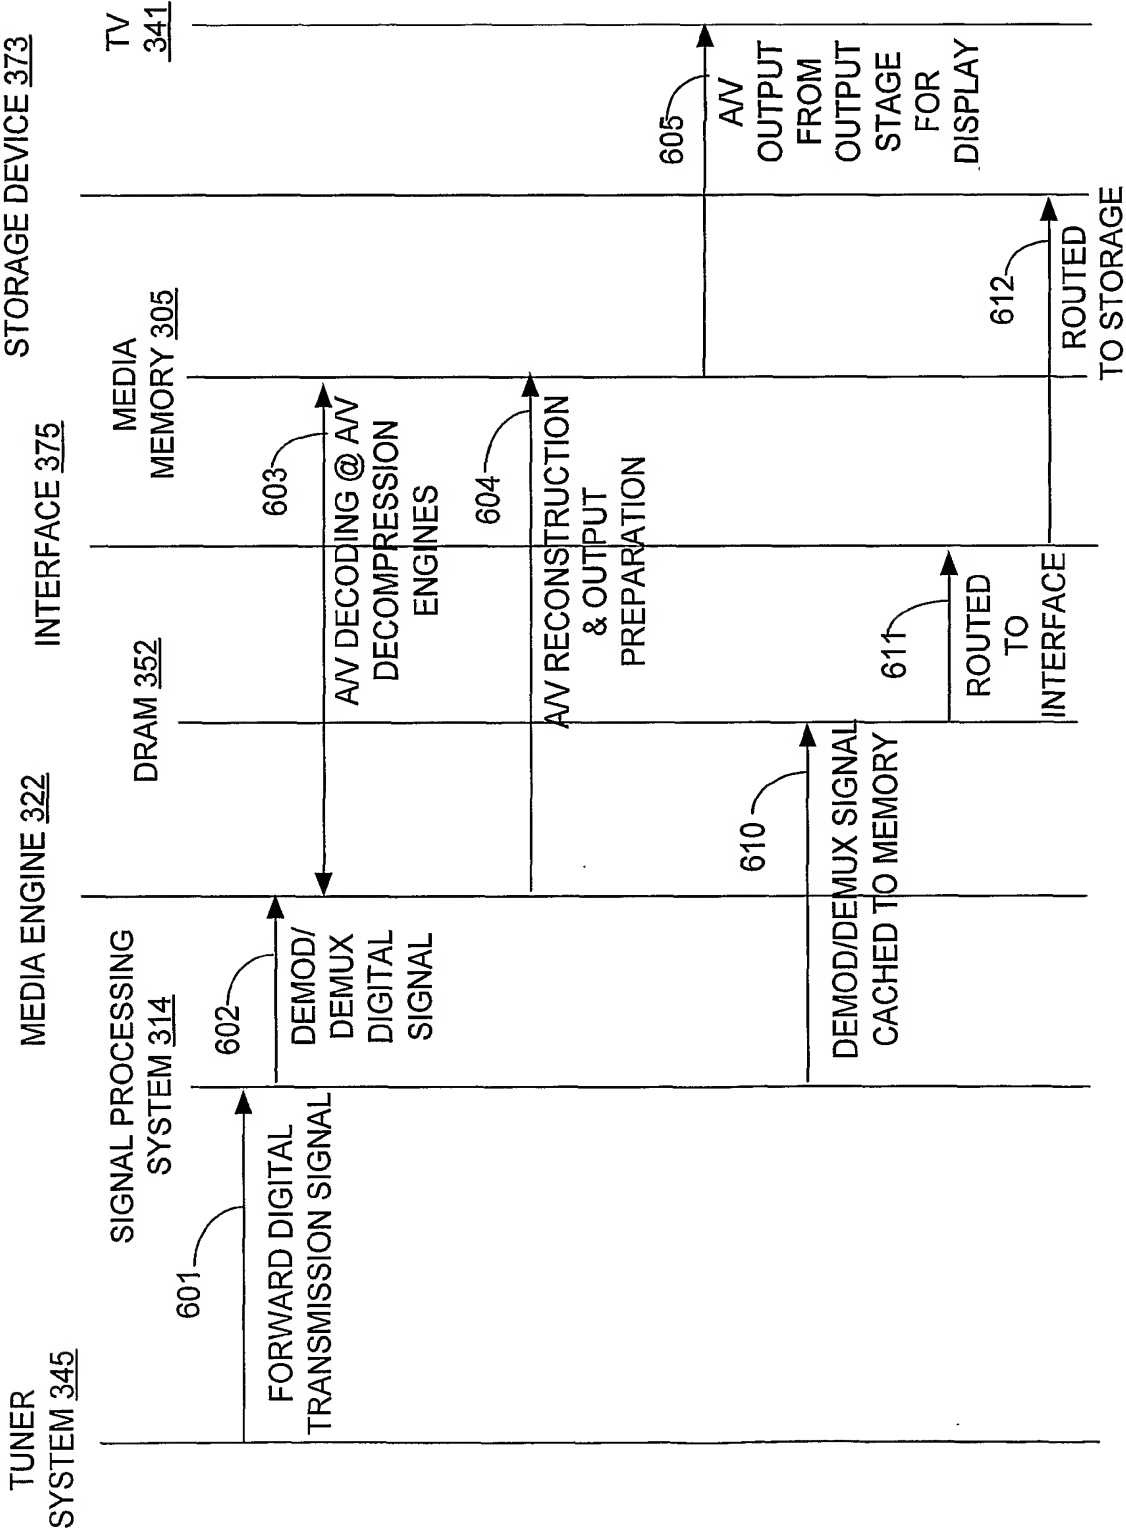 TUNER
SYSTEM 345
SIGNAL PROCESSING
SYSTEM 314
MEDIA ENGINE 322
DRAM 352
INTERFACE 375
MEDIA
MEMORY 305
STORAGE DEVICE 373
TV
341
601
FORWARD DIGITAL
TRANSMISSION SIGNAL
602
DEMOD/
DEMUX
DIGITAL
SIGNAL
603
A/V DECODING @ A/V
DECOMPRESSION
ENGINES
604
A/V RECONSTRUCTION
& OUTPUT
PREPARATION
605
A/V
OUTPUT
FROM
OUTPUT
STAGE
FOR
DISPLAY
610
DEMOD/DEMUX SIGNAL
CACHED TO MEMORY
611
ROUTED
TO
INTERFACE
612
ROUTED
TO STORAGE